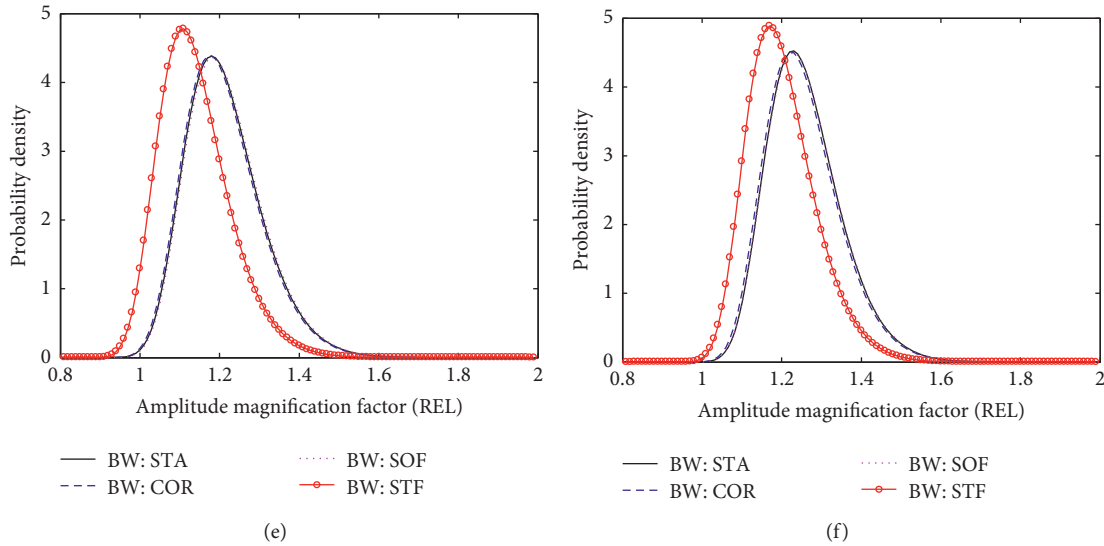 5
4
3
2
1
0
Probability density
0.8 1 1.2 1.4 1.6 1.8 2
Amplitude magnification factor (REL)
BW: STA
BW: COR
BW: SOF
BW: STF
(e)
5
4
3
2
1
0
Probability density
0.8 1 1.2 1.4 1.6 1.8 2
Amplitude magnification factor (REL)
BW: STA
BW: COR
BW: SOF
BW: STF
(f)